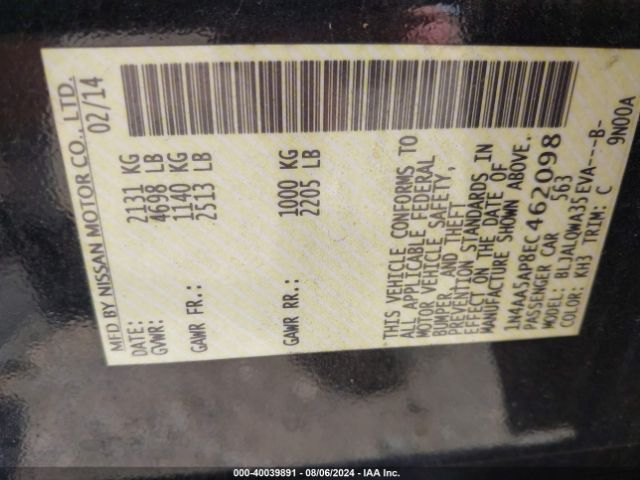 MFD BY NISSAN MOTOR CO., LTD.
DATE: 02/14
GVWR: 2131 KG
4698 LB
GAWR FR.: 1140 KG
2513 LB
GAWR RR.: 1000 KG
2205 LB
THIS VEHICLE CONFORMS TO
ALL APPLICABLE FEDERAL
MOTOR VEHICLE SAFETY,
BUMPER, AND THEFT
PREVENTION STANDARDS IN
EFFECT ON THE DATE OF
MANUFACTURE SHOWN ABOVE.
1N4AA5AP8EC462098
PASSENGER CAR 563
MODEL: BLJALQWA35EVA---B-
COLOR: KH3 TRIM: C 9N00A
000-40039891 - 08/06/2024 - IAA Inc.